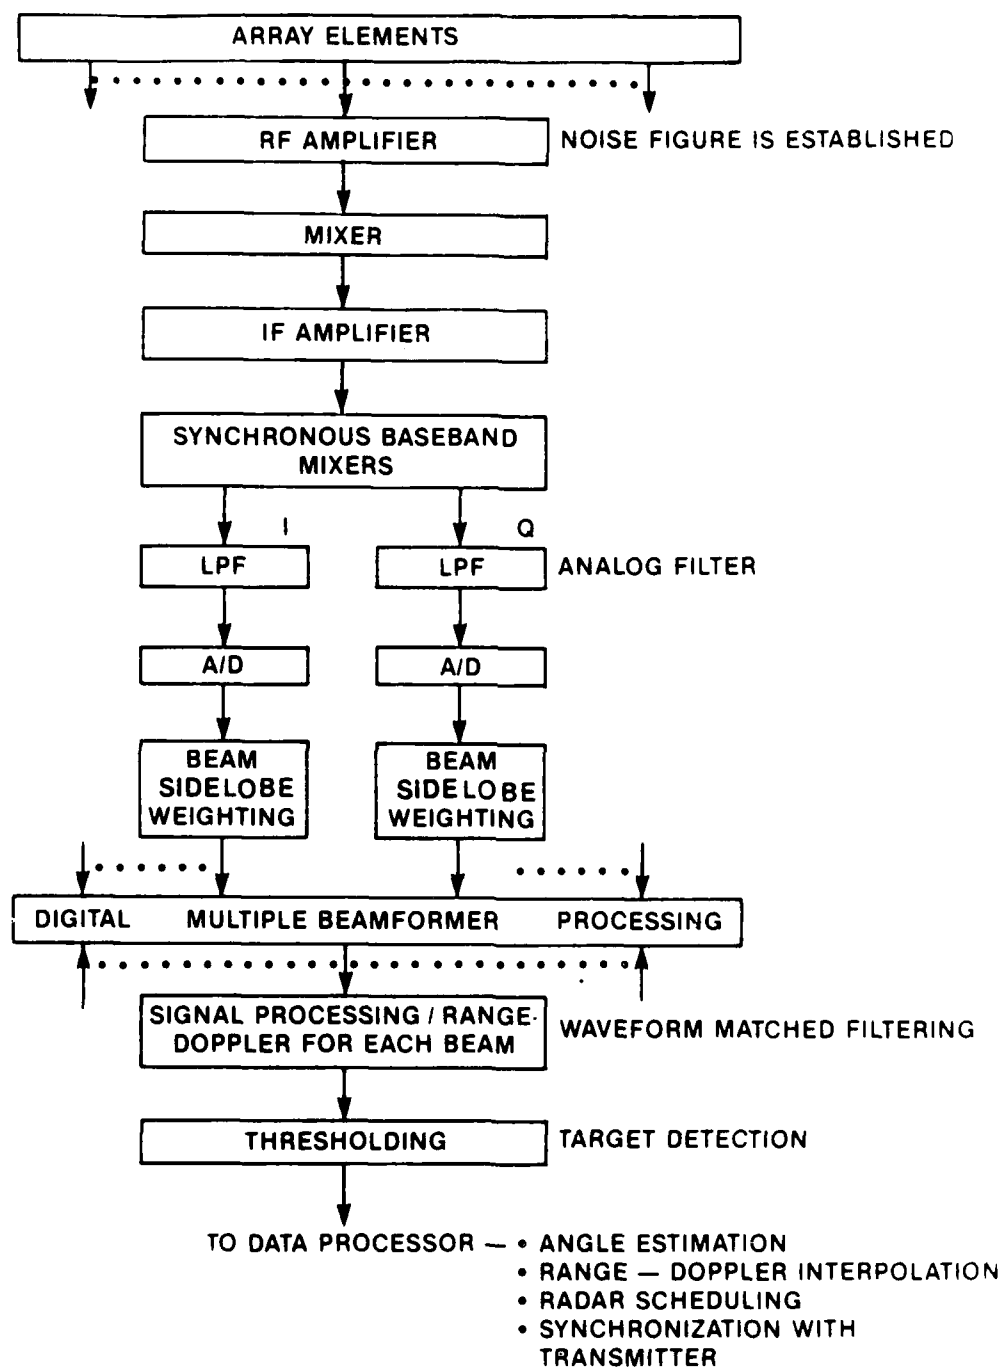 ARRAY ELEMENTS
RF AMPLIFIER NOISE FIGURE IS ESTABLISHED
MIXER
IF AMPLIFIER
SYNCHRONOUS BASEBAND
MIXERS
I Q
LPF LPF ANALOG FILTER
A/D A/D
BEAM
SIDELOBE
WEIGHTING
BEAM
SIDELOBE
WEIGHTING
DIGITAL MULTIPLE BEAMFORMER PROCESSING
SIGNAL PROCESSING / RANGE-
DOPPLER FOR EACH BEAM
WAVEFORM MATCHED FILTERING
THRESHOLDING TARGET DETECTION
TO DATA PROCESSOR — • ANGLE ESTIMATION
• RANGE — DOPPLER INTERPOLATION
• RADAR SCHEDULING
• SYNCHRONIZATION WITH
TRANSMITTER